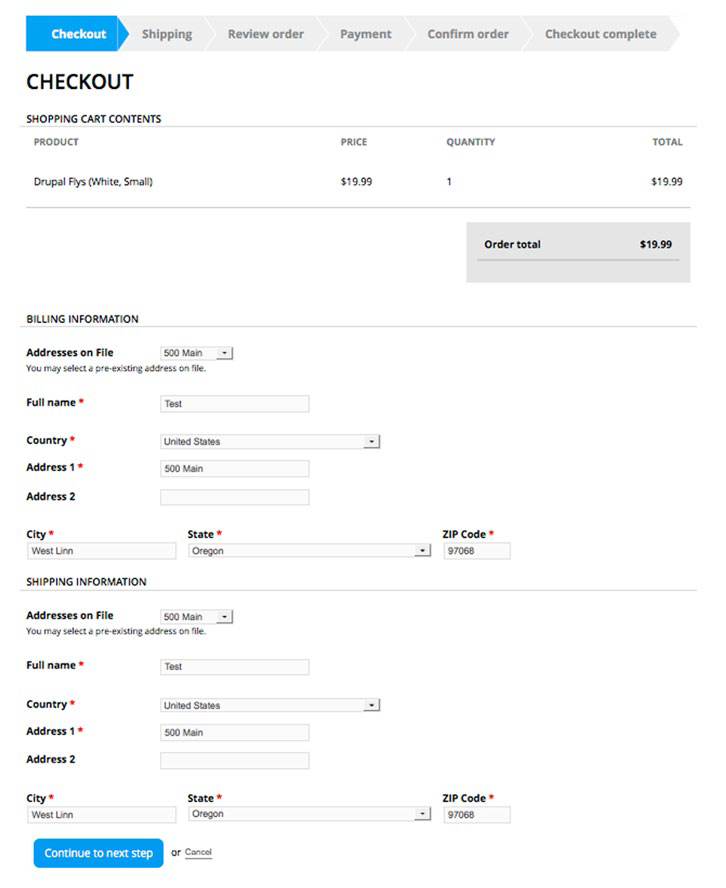 Checkout Shipping Review order Payment Confirm order Checkout complete
CHECKOUT
SHOPPING CART CONTENTS
PRODUCT PRICE QUANTITY TOTAL
Drupal Flys (White, Small) $19.99 1 $19.99
Order total $19.99
BILLING INFORMATION
Addresses on File 500 Main
You may select a pre-existing address on file.
Full name * Test
Country * United States
Address 1 * 500 Main
Address 2
City * State * ZIP Code *
West Linn Oregon 97068
SHIPPING INFORMATION
Addresses on File 500 Main
You may select a pre-existing address on file.
Full name * Test
Country * United States
Address 1 * 500 Main
Address 2
City * State * ZIP Code *
West Linn Oregon 97068
Continue to next step or Cancel